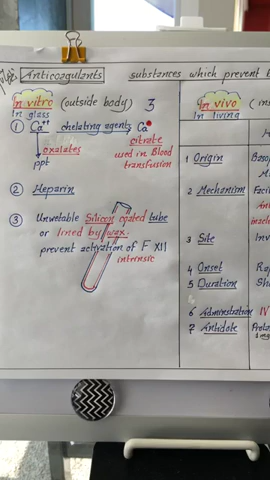 Anticoagulants substances which prevent
In vitro (outside body) 3
In glass
① Ca++ chelating agents Ca
oxalates citrate
ppt used in Blood
transfusion
② Heparin
③ Unwetable Silicon coated tube
or lined by wax.
prevent activation of F XII
intrinsic
In vivo
In living
1 Origin
2 Mechanism
3 Site
4 Onset
5 Duration
6 Administration IV
7 Antidote